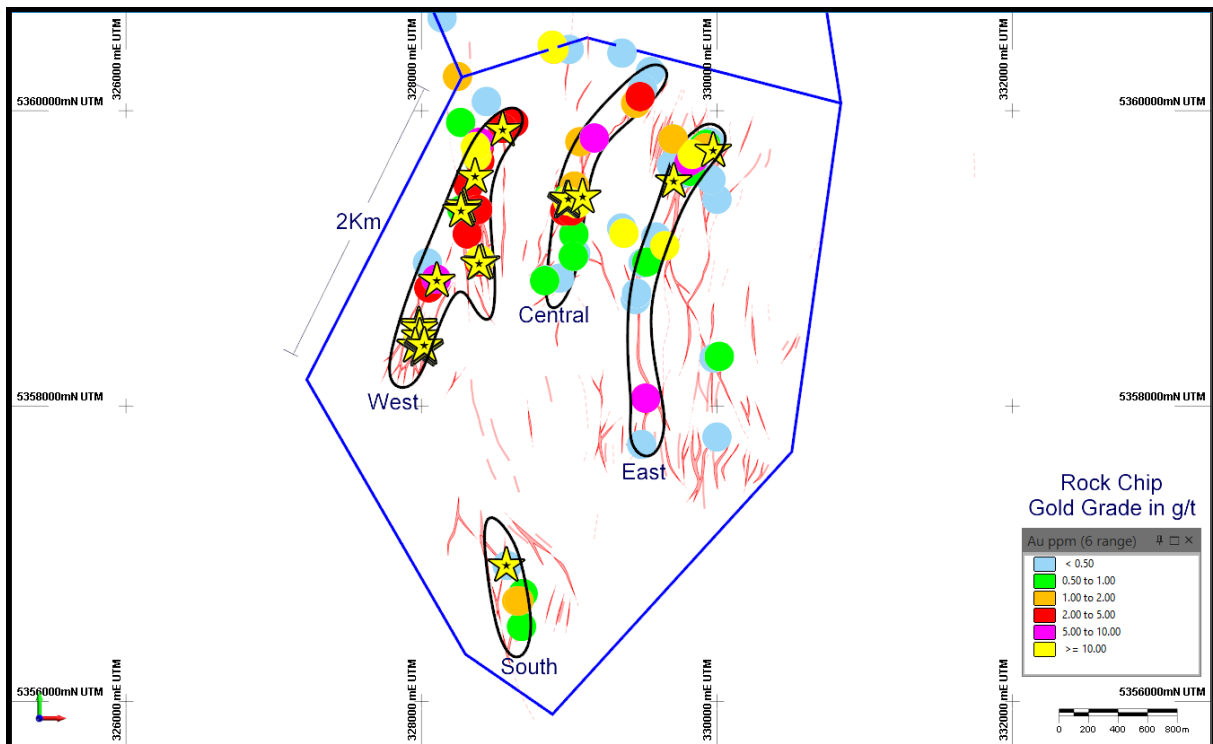 326000 mE UTM
328000 mE UTM
330000 mE UTM
332000 mE UTM
5360000mN UTM
5360000mN UTM
2Km
Central
West
5358000mN UTM
5358000mN UTM
East
Rock Chip
Gold Grade in g/t
Au ppm (6 range)
< 0.50
0.50 to 1.00
1.00 to 2.00
2.00 to 5.00
5.00 to 10.00
>= 10.00
South
5356000mN UTM
5356000mN UTM
326000 mE UTM
328000 mE UTM
330000 mE UTM
332000 mE UTM
0 200 400 600 800m